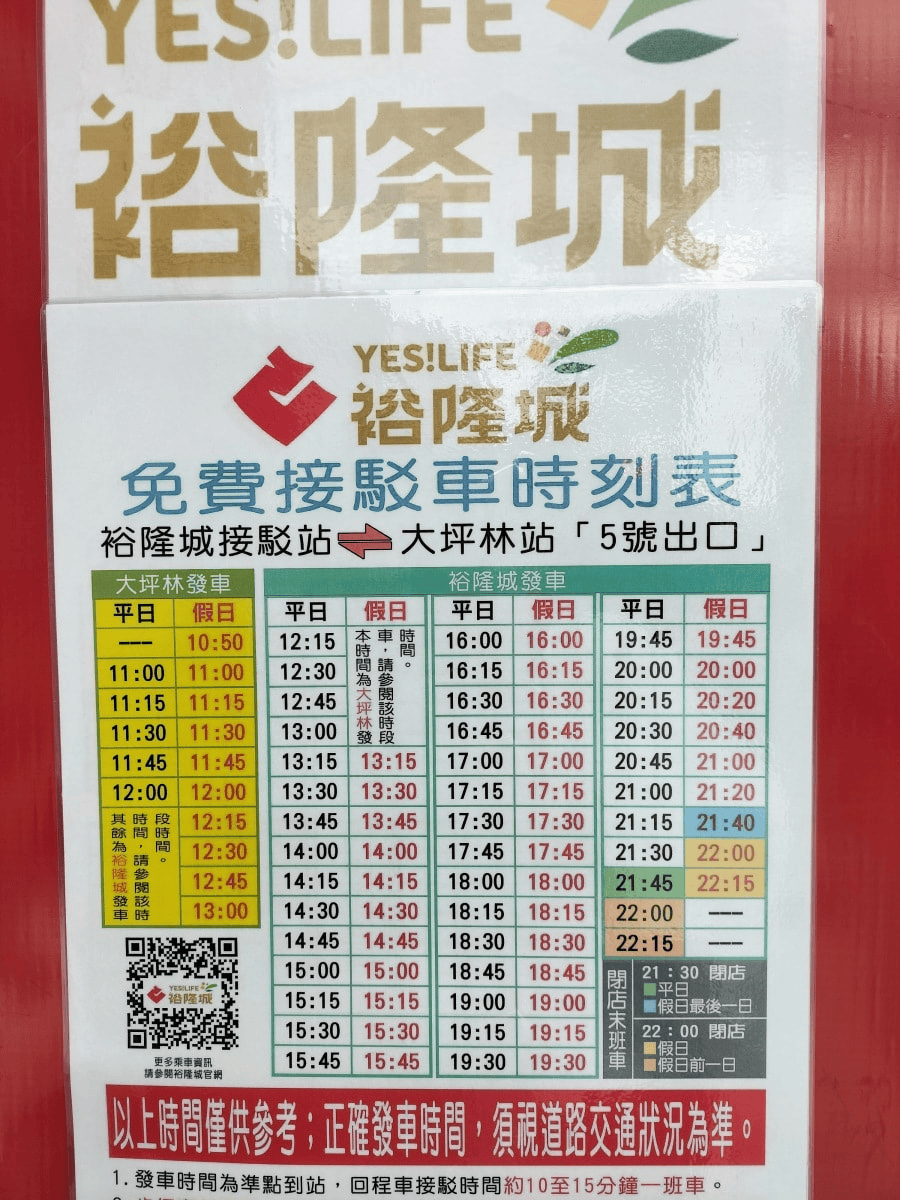 YES!LIFE
裕隆城
YES!LIFE
裕隆城
免費接駁車時刻表
裕隆城接駁站 大坪林站「5號出口」
大坪林發車
平日 假日
--- 10:50
11:00 11:00
11:15 11:15
11:30 11:30
11:45 11:45
12:00 12:00
12:15
12:30
12:45
13:00
其餘為裕隆城發車
時間，請參閱該時
段時間。
YES!LIFE
裕隆城
更多乘車資訊
請參閱裕隆城官網
裕隆城發車
平日 假日
12:15
12:30
12:45
13:00
本時間為大坪林發
車，請參閱該時段
時間。
13:15 13:15
13:30 13:30
13:45 13:45
14:00 14:00
14:15 14:15
14:30 14:30
14:45 14:45
15:00 15:00
15:15 15:15
15:30 15:30
15:45 15:45
平日 假日
16:00 16:00
16:15 16:15
16:30 16:30
16:45 16:45
17:00 17:00
17:15 17:15
17:30 17:30
17:45 17:45
18:00 18:00
18:15 18:15
18:30 18:30
18:45 18:45
19:00 19:00
19:15 19:15
19:30 19:30
平日 假日
19:45 19:45
20:00 20:00
20:15 20:20
20:30 20:40
20:45 21:00
21:00 21:20
21:15 21:40
21:30 22:00
21:45 22:15
22:00 ---
22:15 ---
閉店末班車
21：30 閉店
平日
假日最後一日
22：00 閉店
假日
假日前一日
以上時間僅供參考；正確發車時間，須視道路交通狀況為準。
1. 發車時間為準點到站，回程車接駁時間約10至15分鐘一班車。